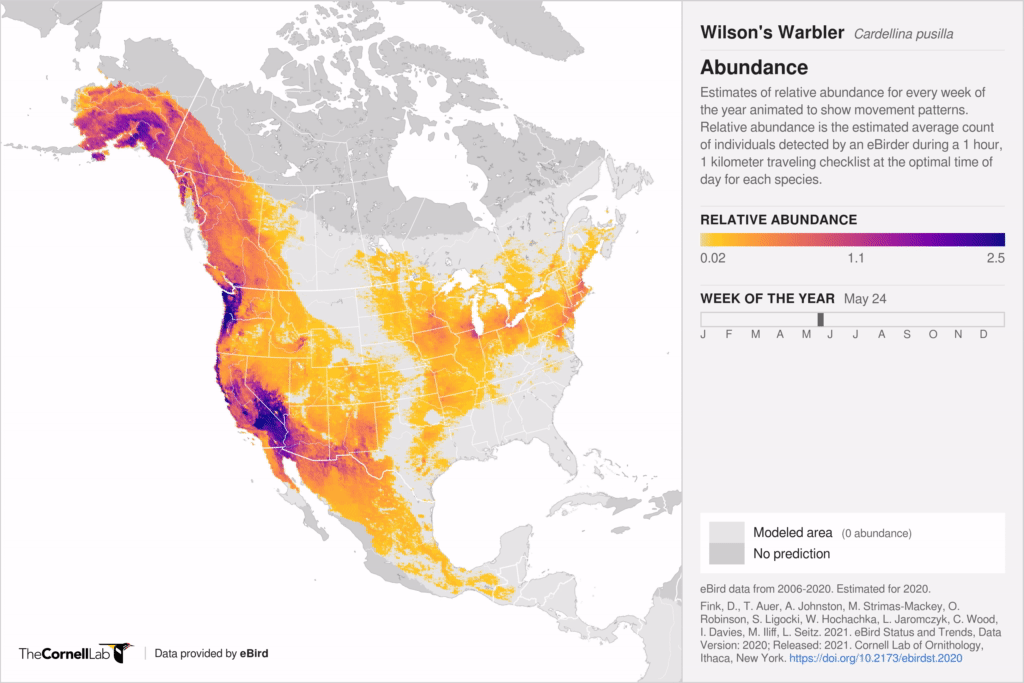 Wilson's Warbler Cardellina pusilla
Abundance
Estimates of relative abundance for every week of
the year animated to show movement patterns.
Relative abundance is the estimated average count
of individuals detected by an eBirder during a 1 hour,
1 kilometer traveling checklist at the optimal time of
day for each species.
RELATIVE ABUNDANCE
0.02 1.1 2.5
WEEK OF THE YEAR May 24
J F M A M J J A S O N D
Modeled area (0 abundance)
No prediction
eBird data from 2006-2020. Estimated for 2020.
Fink, D., T. Auer, A. Johnston, M. Strimas-Mackey, O.
Robinson, S. Ligocki, W. Hochachka, L. Jaromczyk, C. Wood,
I. Davies, M. Iliff, L. Seitz. 2021. eBird Status and Trends, Data
Version: 2020; Released: 2021. Cornell Lab of Ornithology,
Ithaca, New York. https://doi.org/10.2173/ebirdst.2020
TheCornellLab Data provided by eBird